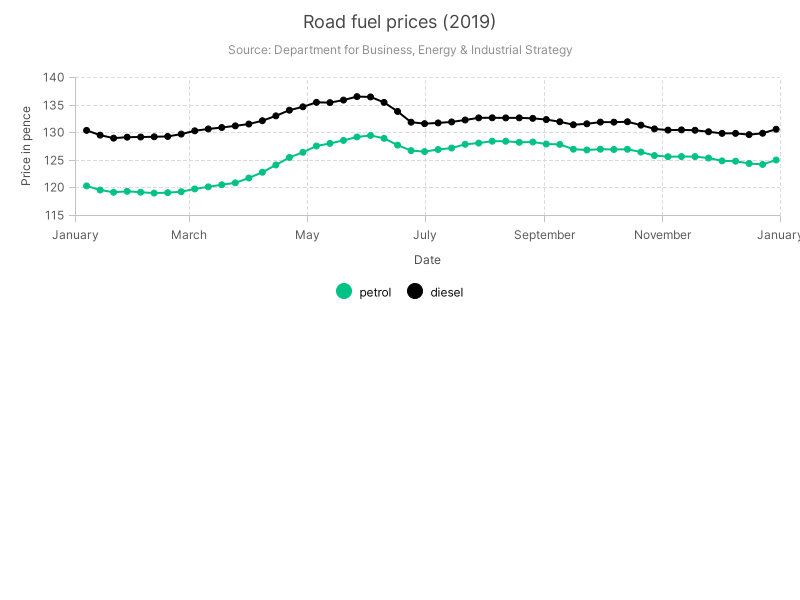 Road fuel prices (2019)
Source: Department for Business, Energy & Industrial Strategy
Price in pence
140
135
130
125
120
115
January March May July September November January
Date
petrol diesel